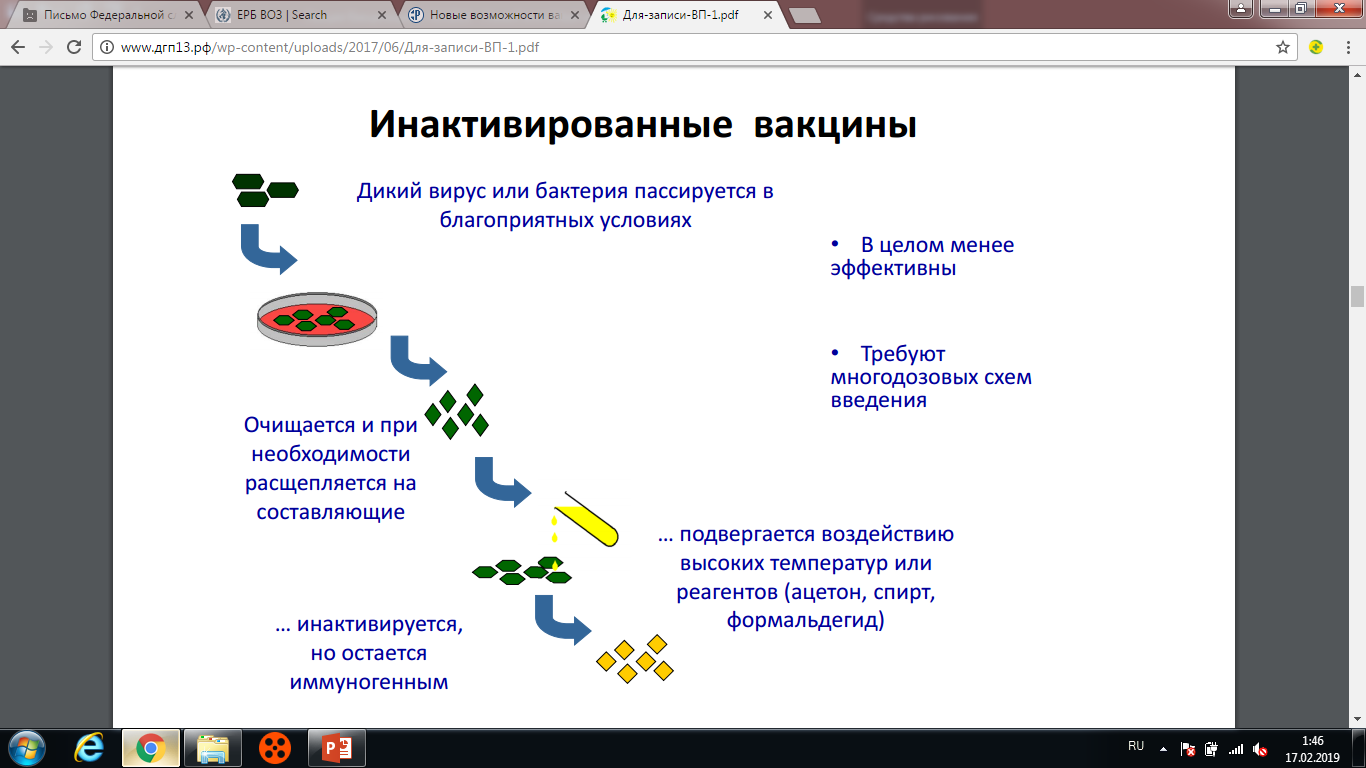 Письмо Федеральной сл
ЕРБ ВОЗ | Search
Новые возможности ва
Для-записи-ВП-1.pdf
www.дгп13.рф/wp-content/uploads/2017/06/Для-записи-ВП-1.pdf
Инактивированные вакцины
Дикий вирус или бактерия пассируется в
благоприятных условиях
• В целом менее
эффективны
• Требуют
многодозовых схем
введения
Очищается и при
необходимости
расщепляется на
составляющие
... подвергается воздействию
высоких температур или
реагентов (ацетон, спирт,
формальдегид)
... инактивируется,
но остается
иммуногенным
RU
1:46
17.02.2019